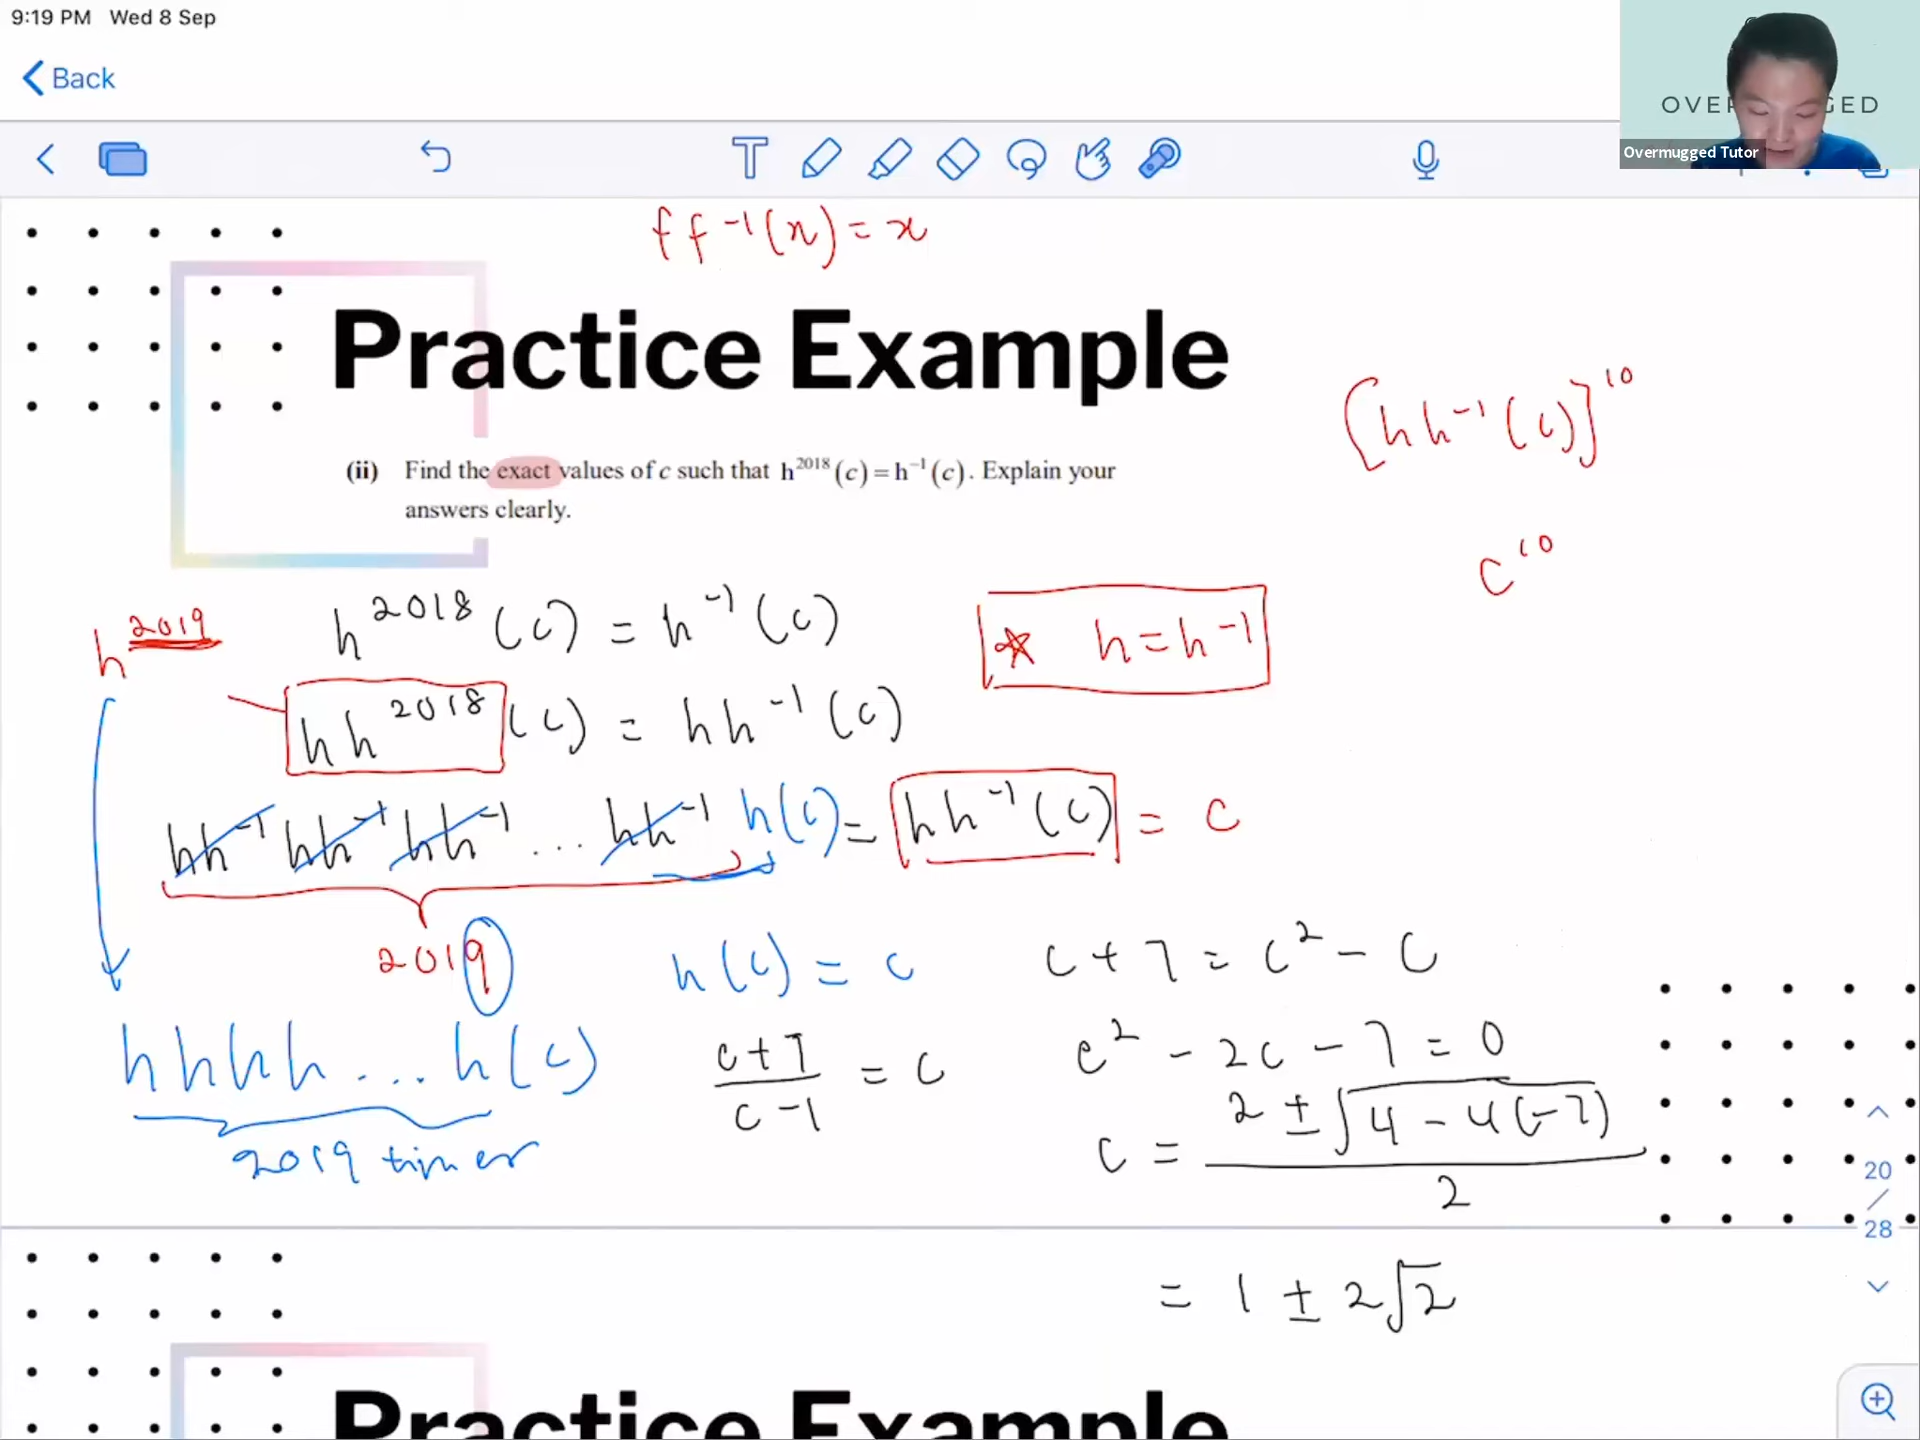 9:19 PM Wed 8 Sep
Back
OVERMUGGED
Overmugged Tutor
f f⁻¹(x) = x
Practice Example
[hh⁻¹(c)]¹⁰
(ii) Find the exact values of c such that h²⁰¹⁸(c) = h⁻¹(c). Explain your
answers clearly.
c¹⁰
h²⁰¹⁹
h²⁰¹⁸(c) = h⁻¹(c)
☆ h = h⁻¹
hh²⁰¹⁸(c) = hh⁻¹(c)
hh⁻¹ hh⁻¹ hh⁻¹ ... hh⁻¹ h(c) = hh⁻¹(c) = c
2019
h(c) = c
c + 7 = c² - c
hhhh...h(c)
2019 times
(c+7)/(c-1) = c
c² - 2c - 7 = 0
c = (2 ± √(4 - 4(-7)))/2
20
/
28
= 1 ± 2√2
Practice Example